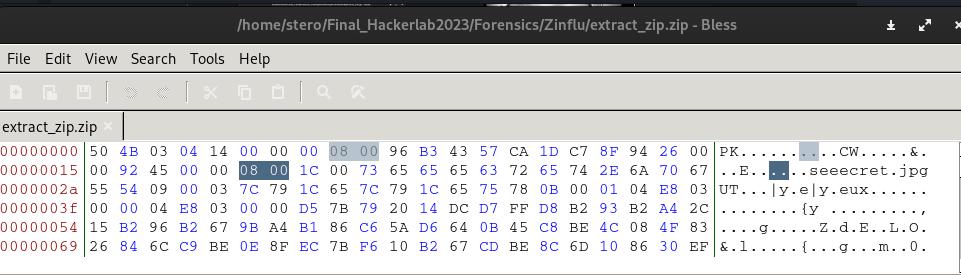 /home/stero/Final_Hackerlab2023/Forensics/Zinflu/extract_zip.zip - Bless
File Edit View Search Tools Help
extract_zip.zip ×
00000000 50 4B 03 04 14 00 00 00 08 00 96 B3 43 57 CA 1D C7 8F 94 26 00 PK..........CW.....&.
00000015 00 92 45 00 00 08 00 1C 00 73 65 65 65 63 72 65 74 2E 6A 70 67 ..E......seeecret.jpg
0000002a 55 54 09 00 03 7C 79 1C 65 7C 79 1C 65 75 78 0B 00 01 04 E8 03 UT...|y.e|y.eux......
0000003f 00 00 04 E8 03 00 00 D5 7B 79 20 14 DC D7 FF D8 B2 93 B2 A4 2C ........{y .........,
00000054 15 B2 96 B2 67 9B A4 B1 86 C6 5A D6 64 0B 45 C8 BE 4C 08 4F 83 ....g.....Z.d.E..L.O.
00000069 26 84 6C C9 BE 0E 8F EC 7B F6 10 B2 67 CD BE 8C 6D 10 86 30 EF &.l.....{...g...m..0.